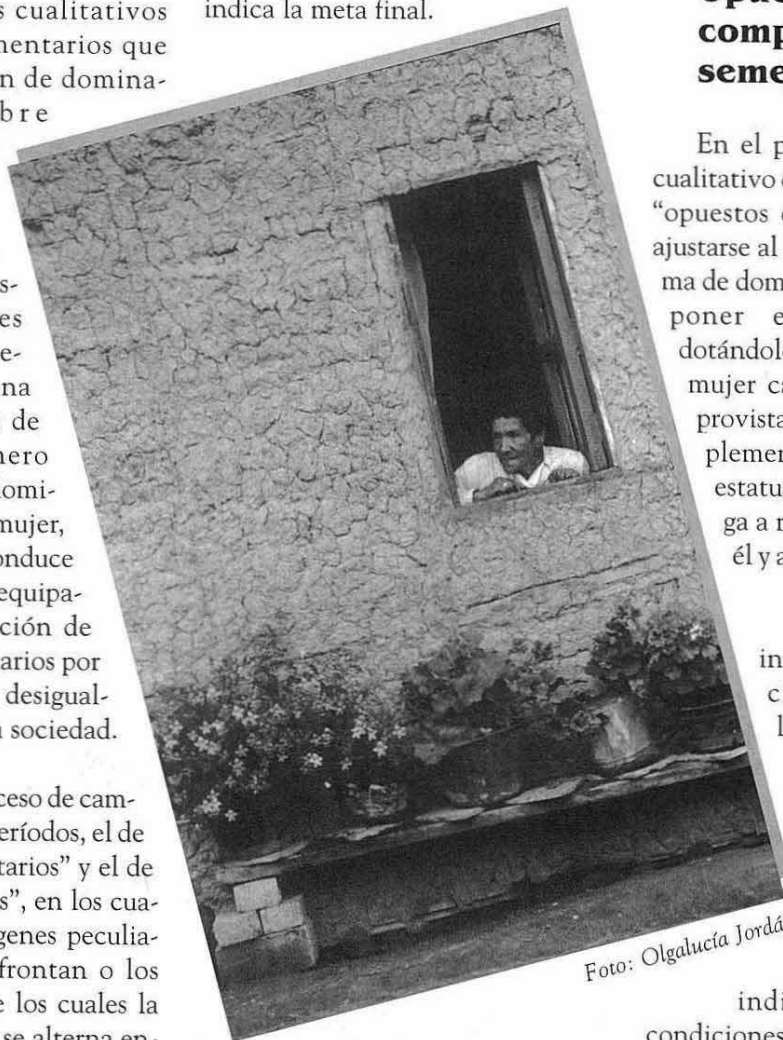 s cualitativos
mentarios que
n de domina-
bre
s-
es
e-
na
de
nero
omi-
mujer,
onduce
equipa-
ción de
arios por
desigual-
sociedad.
ceso de cam-
eríodos, el de
tarios" y el de
s", en los cua-
genes peculia-
frontan o los
e los cuales la
se alterna en-
indica la meta final.
Foto: Olgalucía Jordá
comp
seme
En el p
cualitativo
"opuestos
ajustarse al
ma de dom
poner e
dotándol
mujer ca
provista
plemen
estatu
ga a r
él y a
in
c
l
indi
condiciones